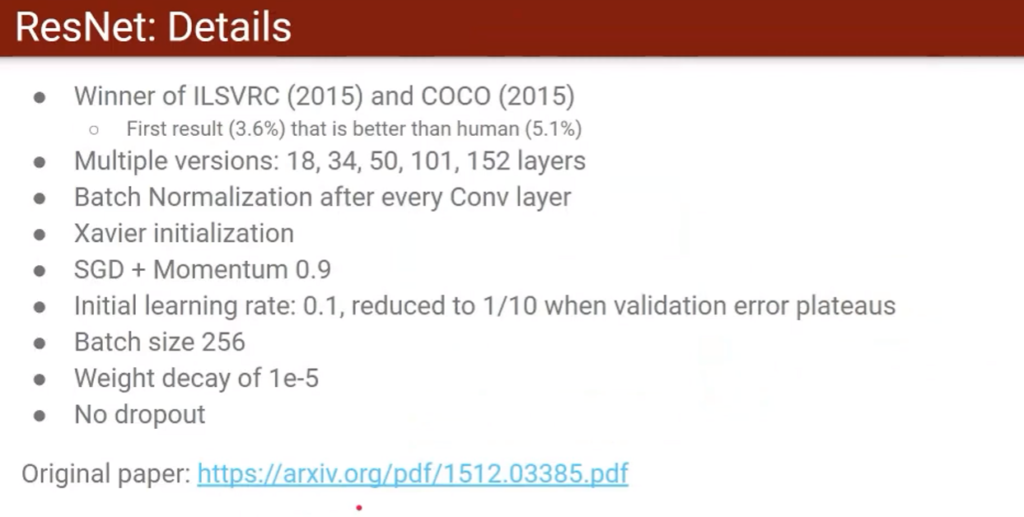 ResNet: Details
● Winner of ILSVRC (2015) and COCO (2015)
○ First result (3.6%) that is better than human (5.1%)
● Multiple versions: 18, 34, 50, 101, 152 layers
● Batch Normalization after every Conv layer
● Xavier initialization
● SGD + Momentum 0.9
● Initial learning rate: 0.1, reduced to 1/10 when validation error plateaus
● Batch size 256
● Weight decay of 1e-5
● No dropout
Original paper: https://arxiv.org/pdf/1512.03385.pdf